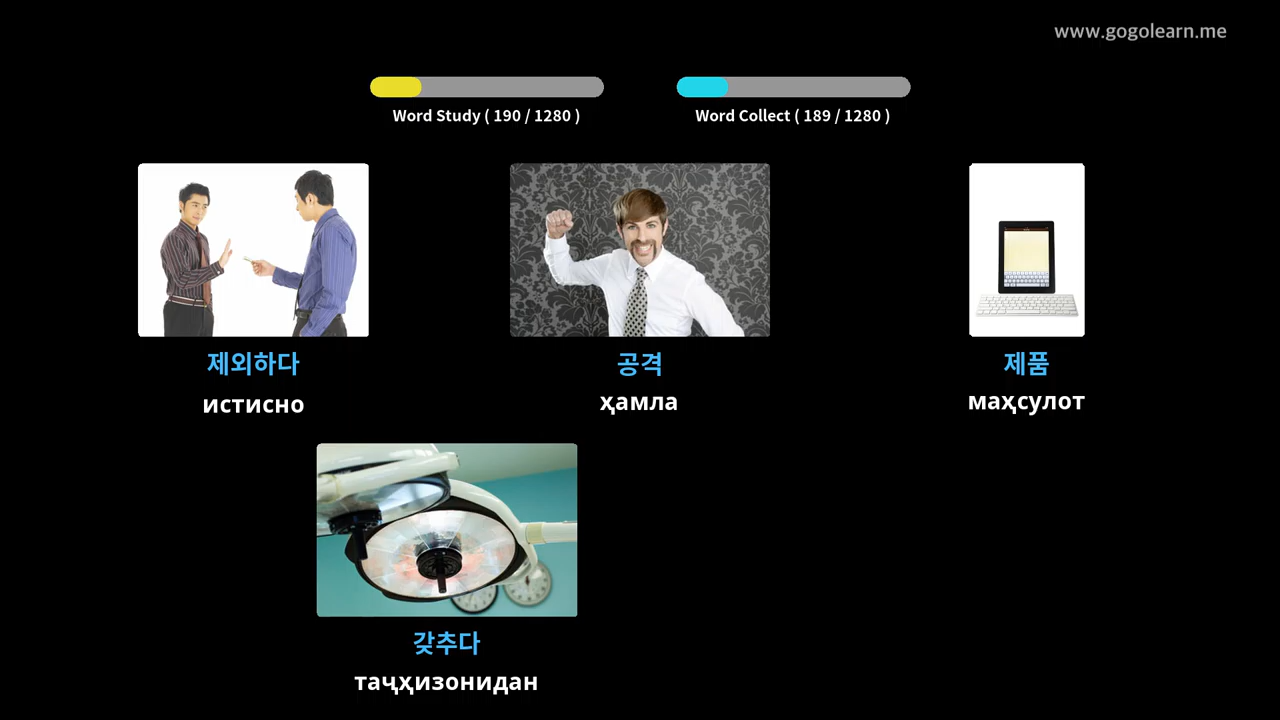 www.gogolearn.me
Word Study ( 190 / 1280 )
Word Collect ( 189 / 1280 )
제외하다
истисно
공격
ҳамла
제품
маҳсулот
갖추다
таҷҳизонидан